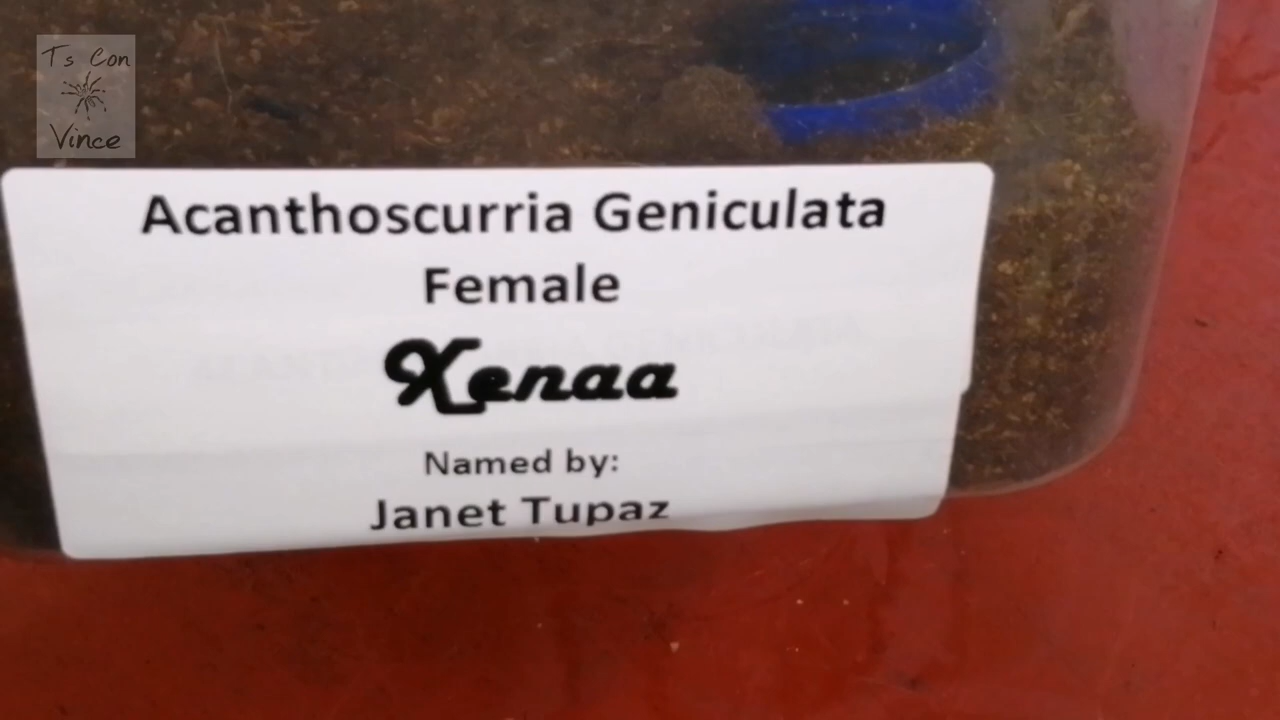 Ts Con
Vince
Acanthoscurria Geniculata
Female
Xenaa
Named by:
Janet Tupaz